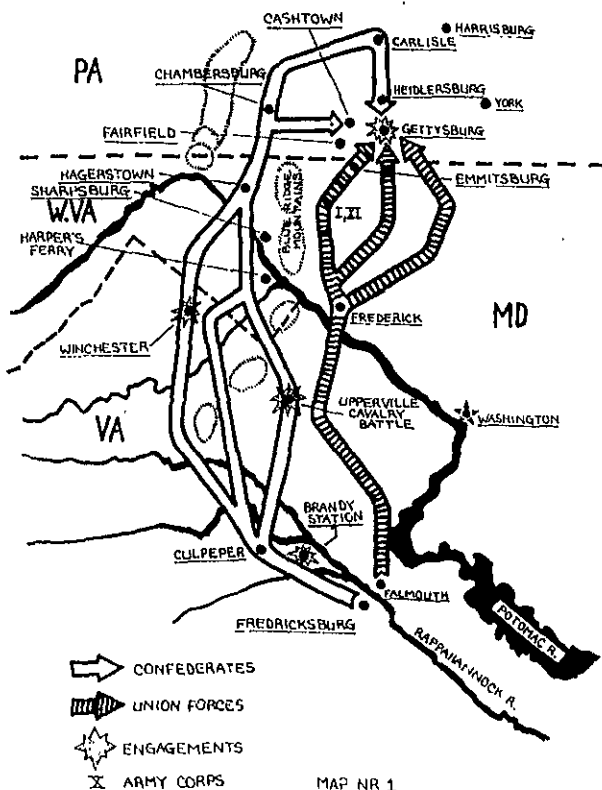 CASHTOWN
HARRISBURG
CARLISLE
PA
CHAMBERSBURG
HEIDLERSBURG
YORK
FAIRFIELD
GETTYSBURG
HAGERSTOWN
EMMITSBURG
SHARPSBURG
W.VA
BLUE RIDGE
MOUNTAINS
I, XI
HARPER'S
FERRY
FREDERICK
MD
WINCHESTER
UPPERVILLE
CAVALRY
BATTLE
WASHINGTON
VA
BRANDY
STATION
CULPEPER
FALMOUTH
FREDRICKSBURG
POTOMAC R.
RAPPAHANNOCK R.
CONFEDERATES
UNION FORCES
ENGAGEMENTS
X ARMY CORPS
MAP NR 1